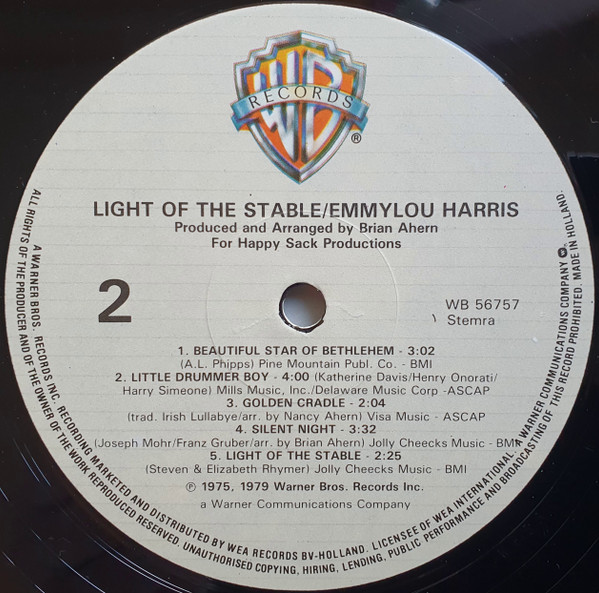 WB
RECORDS
®
LIGHT OF THE STABLE/EMMYLOU HARRIS
Produced and Arranged by Brian Ahern
For Happy Sack Productions
2
WB 56757
Stemra
1. BEAUTIFUL STAR OF BETHLEHEM - 3:02
(A.L. Phipps) Pine Mountain Publ. Co. - BMI
2. LITTLE DRUMMER BOY - 4:00 (Katherine Davis/Henry Onorati/
Harry Simeone) Mills Music, Inc./Delaware Music Corp -ASCAP
3. GOLDEN CRADLE - 2:04
(trad. Irish Lullabye/arr. by Nancy Ahern) Visa Music - ASCAP
4. SILENT NIGHT - 3:32
(Joseph Mohr/Franz Gruber/arr. by Brian Ahern) Jolly Cheecks Music - BMI
5. LIGHT OF THE STABLE - 2:25
(Steven & Elizabeth Rhymer) Jolly Cheecks Music - BMI
℗ 1975, 1979 Warner Bros. Records Inc.
a Warner Communications Company
A WARNER BROS. RECORDS INC. RECORDING MARKETED AND DISTRIBUTED BY WEA RECORDS BV-HOLLAND. LICENSEE OF WEA INTERNATIONAL. A WARNER COMMUNICATIONS COMPANY
ALL RIGHTS OF THE PRODUCER AND OF THE OWNER OF THE WORK REPRODUCED RESERVED. UNAUTHORISED COPYING, HIRING, LENDING, PUBLIC PERFORMANCE AND BROADCASTING OF THIS RECORD PROHIBITED. MADE IN HOLLAND.